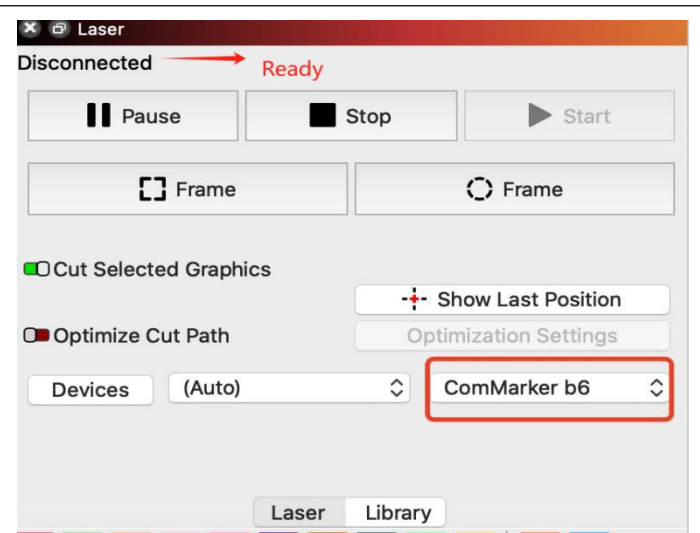 Laser
Disconnected Ready
Pause Stop Start
Frame Frame
Cut Selected Graphics
Show Last Position
Optimize Cut Path Optimization Settings
Devices (Auto) ComMarker b6
Laser Library